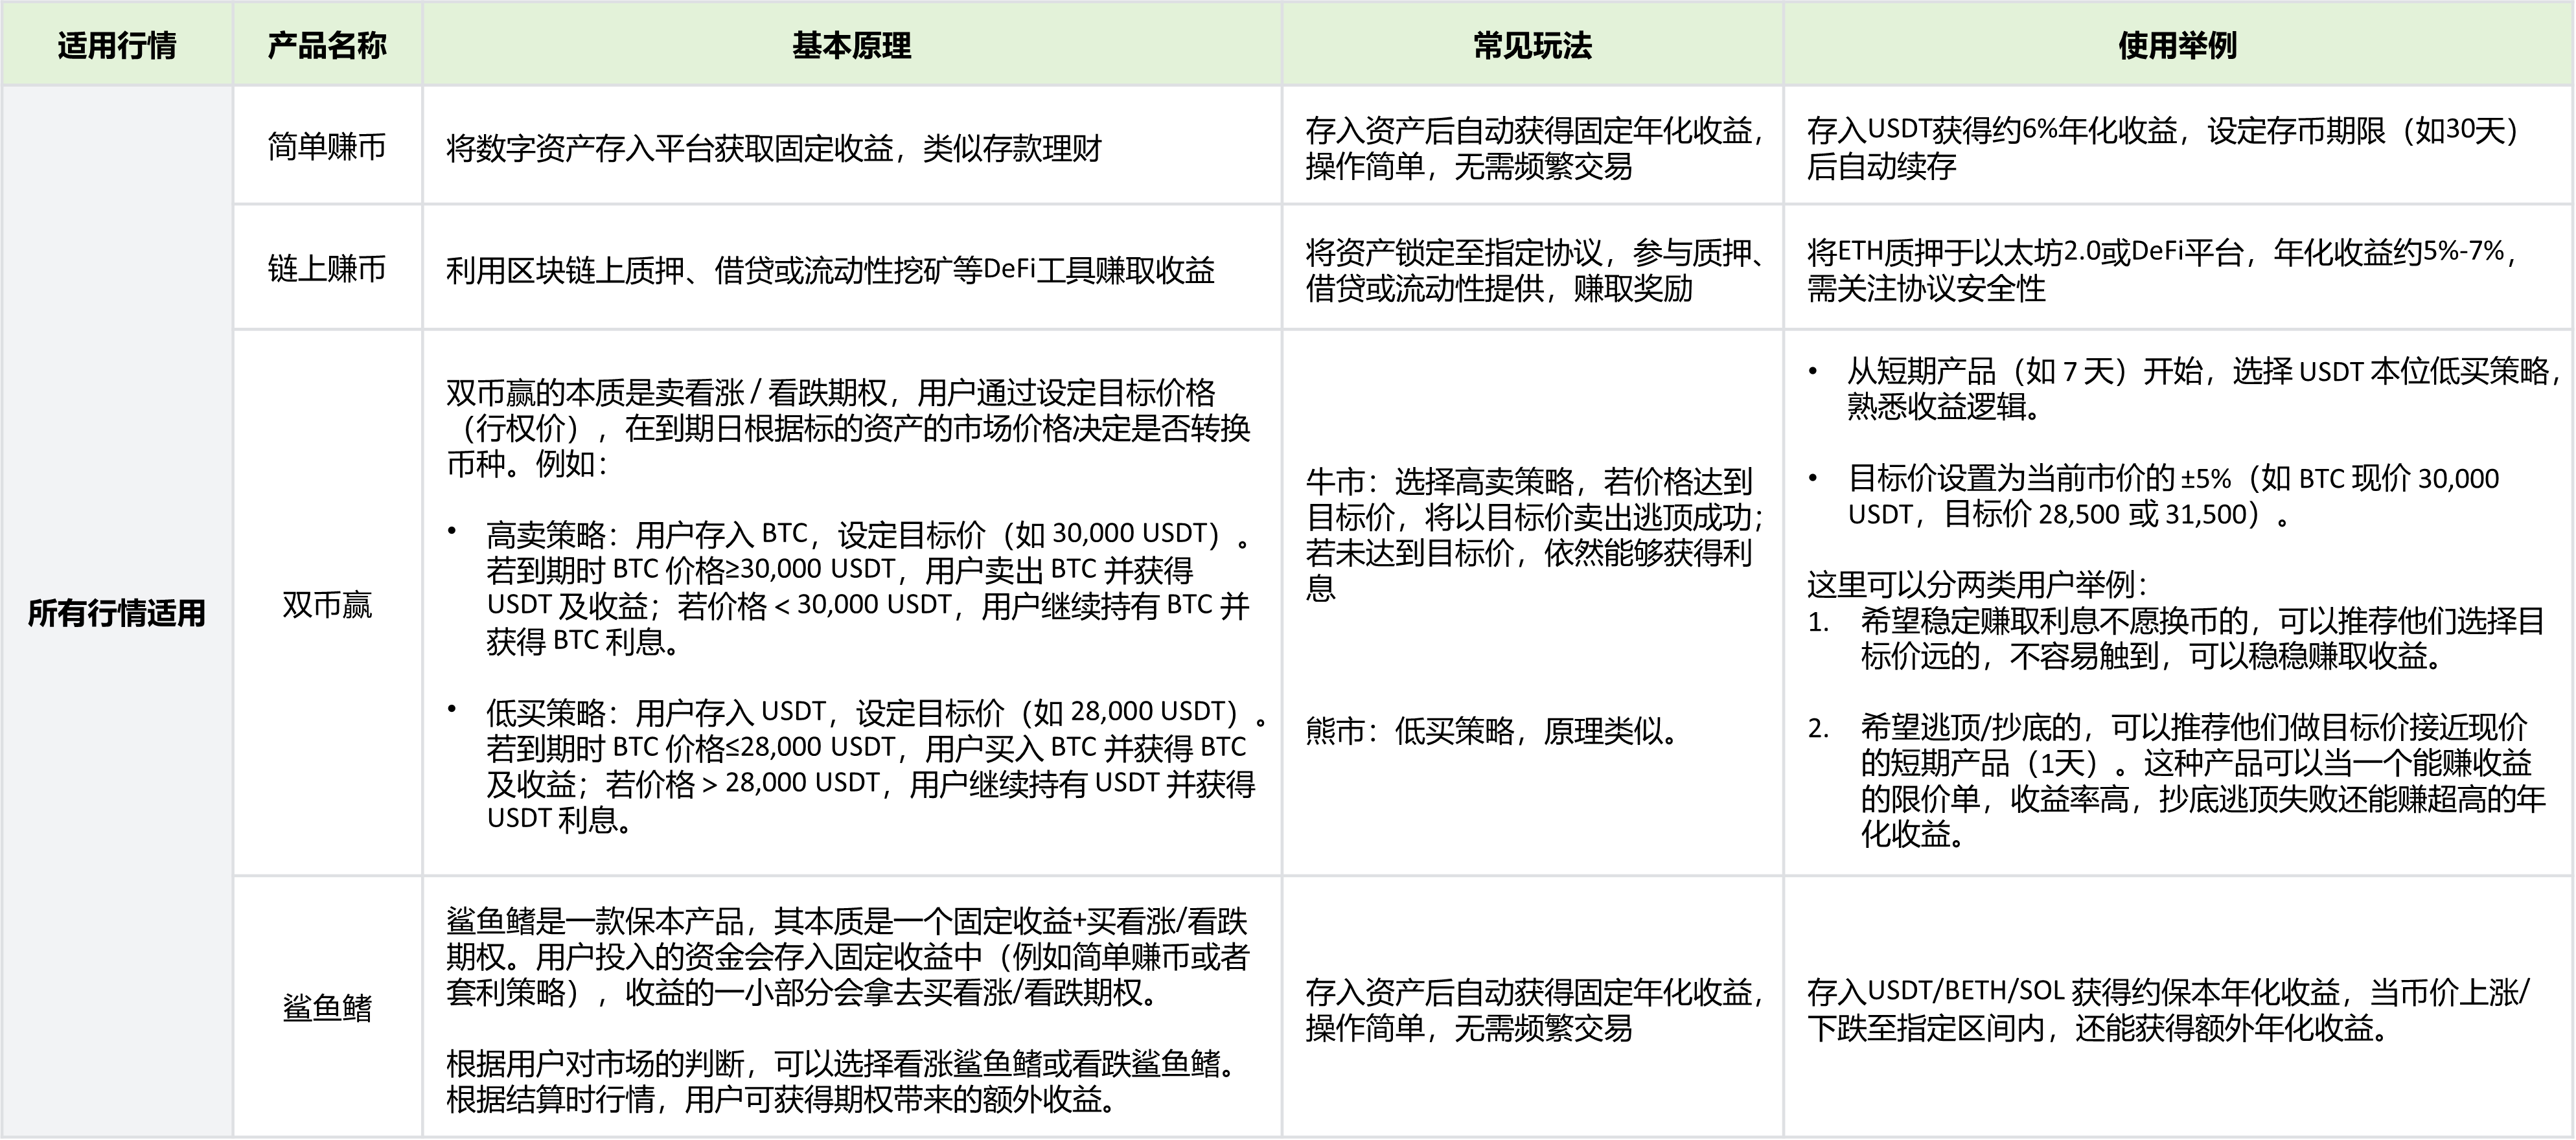 适用行情
产品名称
基本原理
常见玩法
使用举例
所有行情适用
简单赚币
将数字资产存入平台获取固定收益，类似存款理财
存入资产后自动获得固定年化收益，
操作简单，无需频繁交易
存入USDT获得约6%年化收益，设定存币期限（如30天）
后自动续存
链上赚币
利用区块链上质押、借贷或流动性挖矿等DeFi工具赚取收益
将资产锁定至指定协议，参与质押、
借贷或流动性提供，赚取奖励
将ETH质押于以太坊2.0或DeFi平台，年化收益约5%-7%，
需关注协议安全性
双币赢
双币赢的本质是卖看涨 / 看跌期权，用户通过设定目标价格
（行权价），在到期日根据标的资产的市场价格决定是否转换
币种。例如：
• 高卖策略：用户存入 BTC，设定目标价（如 30,000 USDT）。
若到期时 BTC 价格≥30,000 USDT，用户卖出 BTC 并获得
USDT 及收益；若价格 < 30,000 USDT，用户继续持有 BTC 并
获得 BTC 利息。
• 低买策略：用户存入 USDT，设定目标价（如 28,000 USDT）。
若到期时 BTC 价格≤28,000 USDT，用户买入 BTC 并获得 BTC
及收益；若价格 > 28,000 USDT，用户继续持有 USDT 并获得
USDT 利息。
牛市：选择高卖策略，若价格达到
目标价，将以目标价卖出逃顶成功；
若未达到目标价，依然能够获得利
息
熊市：低买策略，原理类似。
• 从短期产品（如 7 天）开始，选择 USDT 本位低买策略，
熟悉收益逻辑。
• 目标价设置为当前市价的 ±5%（如 BTC 现价 30,000
USDT，目标价 28,500 或 31,500）。
这里可以分两类用户举例：
1. 希望稳定赚取利息不愿换币的，可以推荐他们选择目
标价远的，不容易触到，可以稳稳赚取收益。
2. 希望逃顶/抄底的，可以推荐他们做目标价接近现价
的短期产品（1天）。这种产品可以当一个能赚收益
的限价单，收益率高，抄底逃顶失败还能赚超高的年
化收益。
鲨鱼鳍
鲨鱼鳍是一款保本产品，其本质是一个固定收益+买看涨/看跌
期权。用户投入的资金会存入固定收益中（例如简单赚币或者
套利策略），收益的一小部分会拿去买看涨/看跌期权。
根据用户对市场的判断，可以选择看涨鲨鱼鳍或看跌鲨鱼鳍。
根据结算时行情，用户可获得期权带来的额外收益。
存入资产后自动获得固定年化收益，
操作简单，无需频繁交易
存入USDT/BETH/SOL 获得约保本年化收益，当币价上涨/
下跌至指定区间内，还能获得额外年化收益。